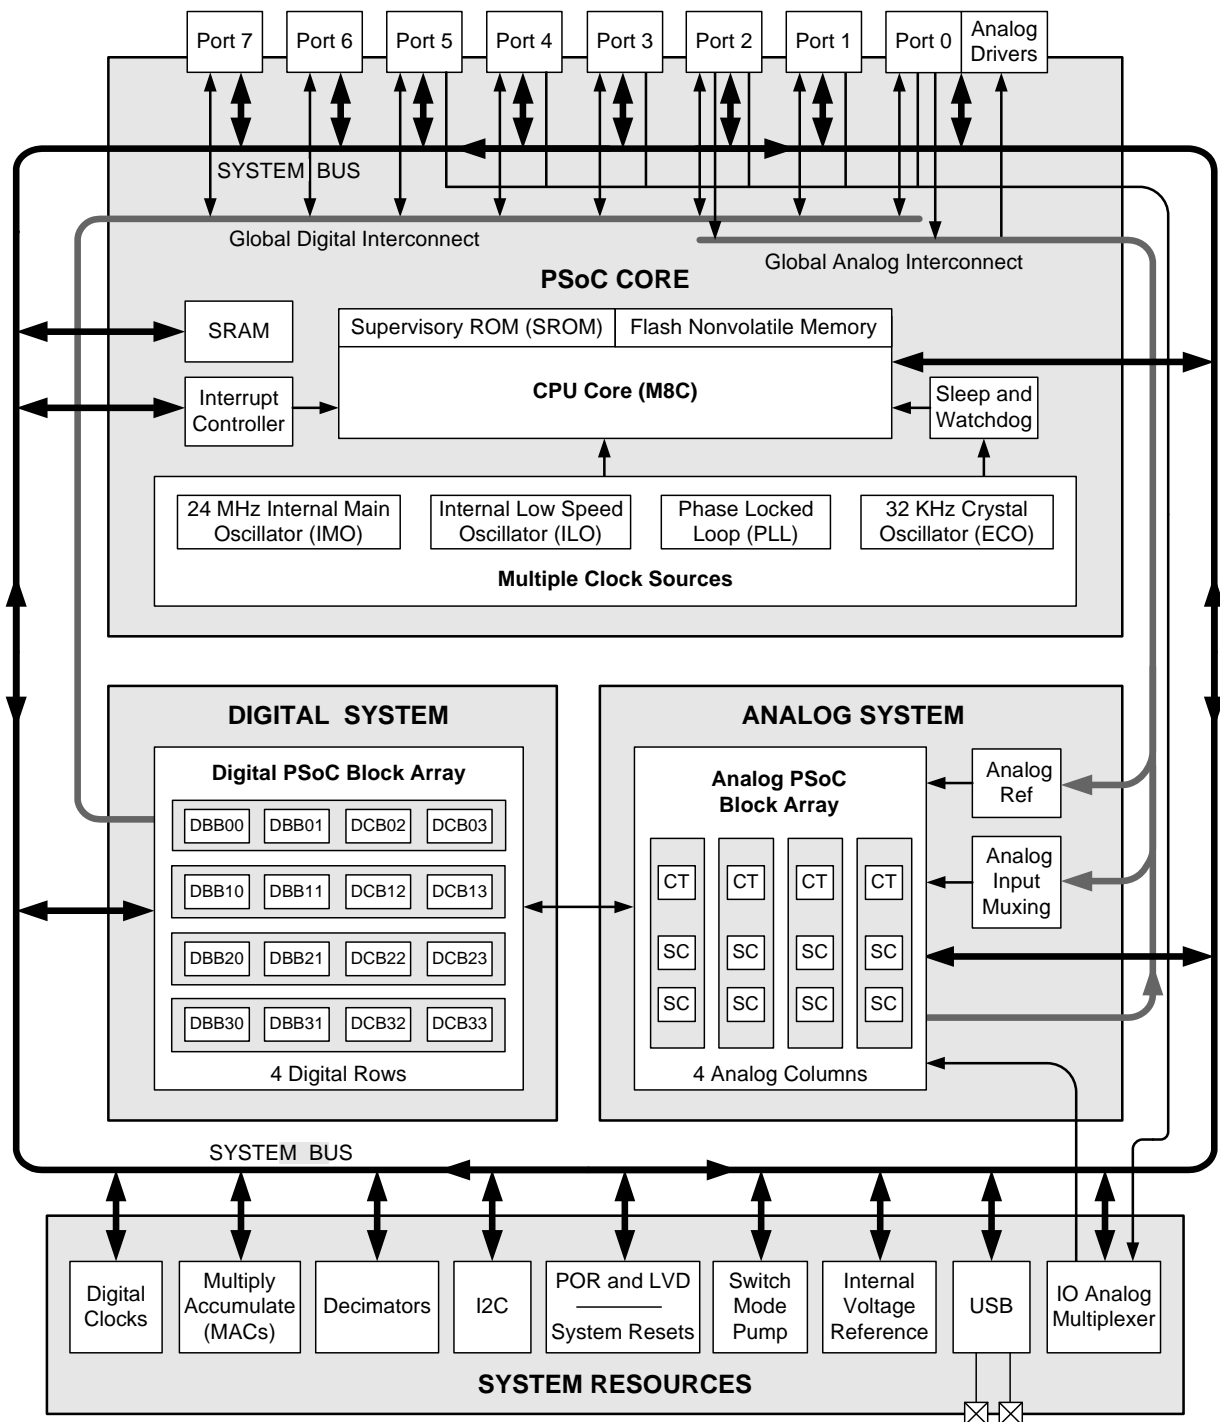 Port 7
Port 6
Port 5
Port 4
Port 3
Port 2
Port 1
Port 0
Analog
Drivers
SYSTEM BUS
Global Digital Interconnect
Global Analog Interconnect
PSoC CORE
SRAM
Supervisory ROM (SROM)
Flash Nonvolatile Memory
CPU Core (M8C)
Interrupt
Controller
Sleep and
Watchdog
24 MHz Internal Main
Oscillator (IMO)
Internal Low Speed
Oscillator (ILO)
Phase Locked
Loop (PLL)
32 KHz Crystal
Oscillator (ECO)
Multiple Clock Sources
DIGITAL SYSTEM
Digital PSoC Block Array
DBB00
DBB01
DCB02
DCB03
DBB10
DBB11
DCB12
DCB13
DBB20
DBB21
DCB22
DCB23
DBB30
DBB31
DCB32
DCB33
4 Digital Rows
ANALOG SYSTEM
Analog PSoC
Block Array
CT
CT
CT
CT
SC
SC
SC
SC
SC
SC
SC
SC
4 Analog Columns
Analog
Ref
Analog
Input
Muxing
SYSTEM BUS
Digital
Clocks
Multiply
Accumulate
(MACs)
Decimators
I2C
POR and LVD
System Resets
Switch
Mode
Pump
Internal
Voltage
Reference
USB
IO Analog
Multiplexer
SYSTEM RESOURCES